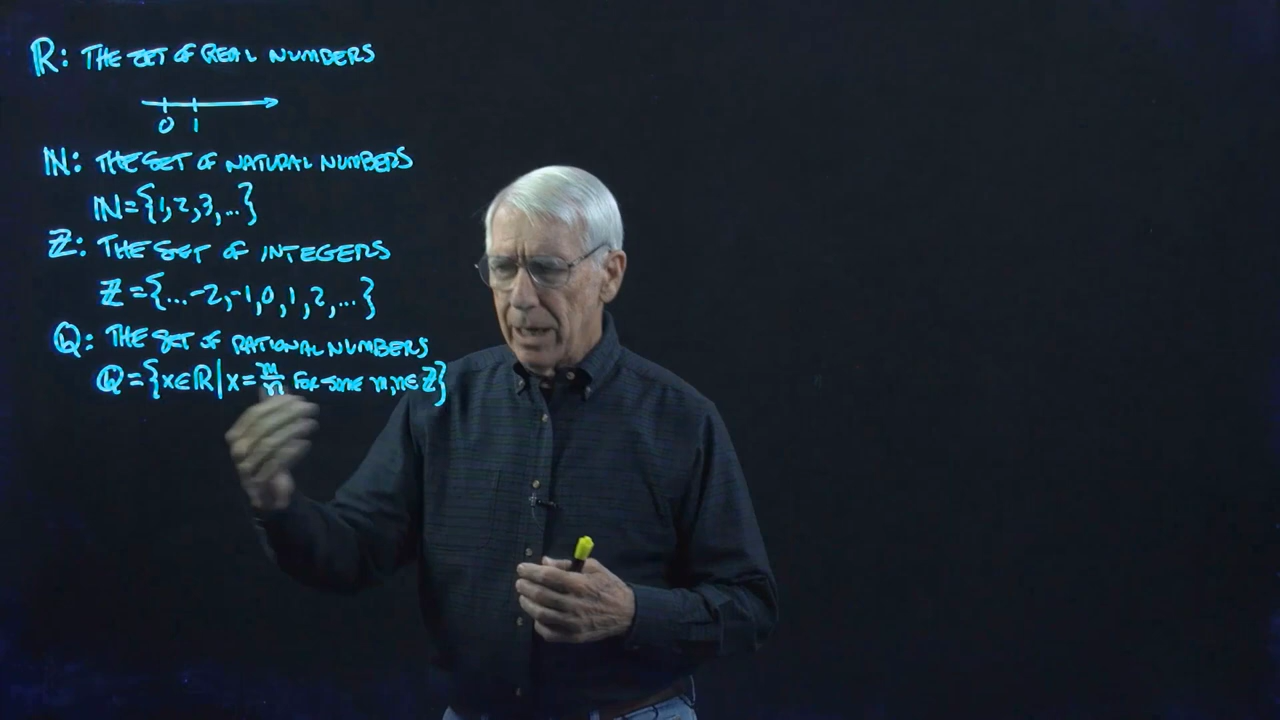 ℝ: THE SET OF REAL NUMBERS
0 1
ℕ: THE SET OF NATURAL NUMBERS
ℕ={1,2,3,...}
ℤ: THE SET OF INTEGERS
ℤ={...-2,-1,0,1,2,...}
ℚ: THE SET OF RATIONAL NUMBERS
ℚ={x∈ℝ|x=m/n FOR SOME m,n∈ℤ}